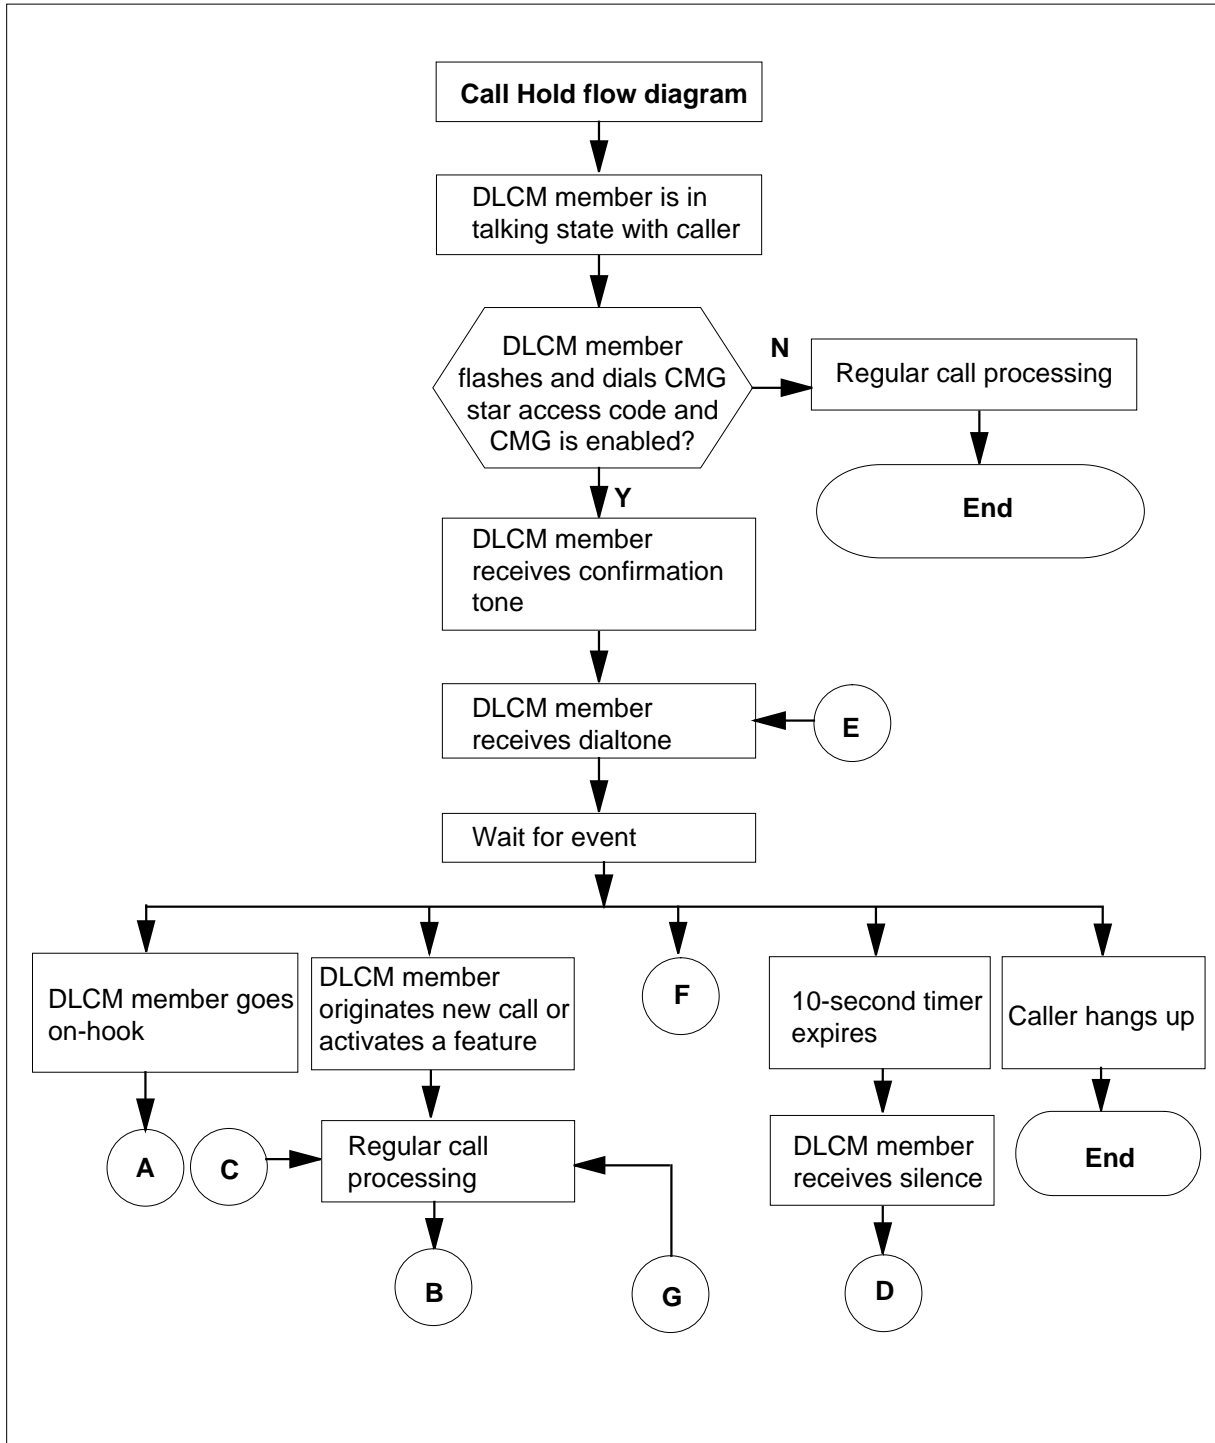 Call Hold flow diagram
DLCM member is in
talking state with caller
DLCM member
flashes and dials CMG
star access code and
CMG is enabled?
N
Regular call processing
End
Y
DLCM member
receives confirmation
tone
DLCM member
receives dialtone
E
Wait for event
DLCM member goes
on-hook
DLCM member
originates new call or
activates a feature
F
10-second timer
expires
Caller hangs up
A
C
Regular call
processing
DLCM member
receives silence
End
B
G
D